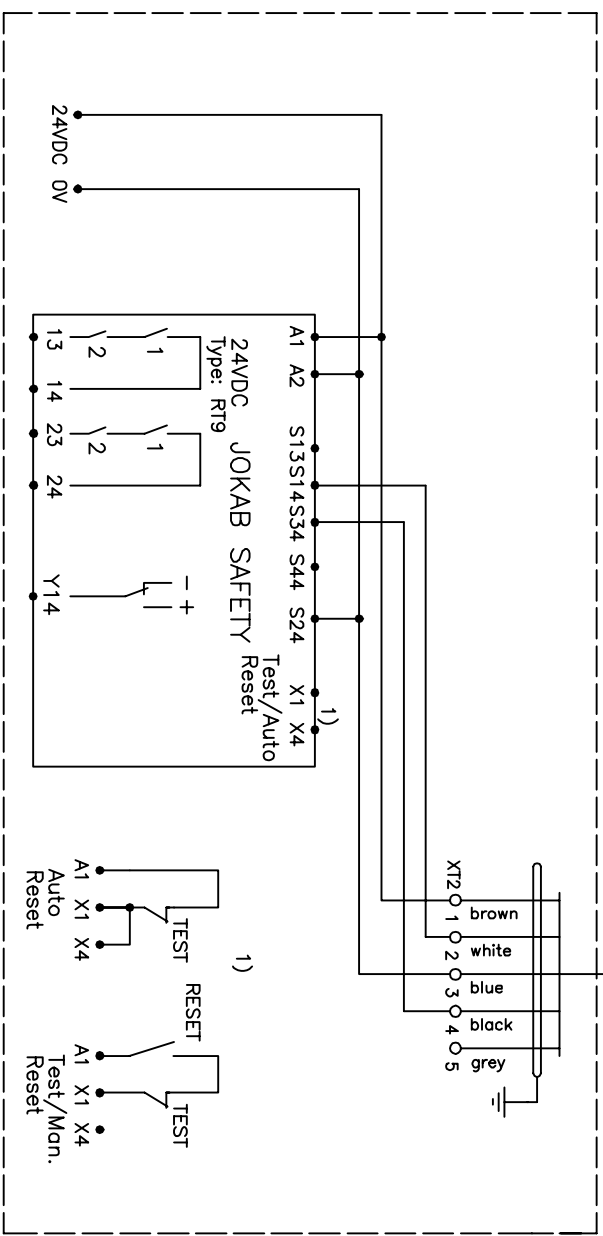 24VDC 0V
A1 A2 S13 S14 S34 S44 S24 X1 X4
1)
24VDC JOKAB SAFETY
Type: RT9
Test/Auto
Reset
1
2
1
2
- +
13 14 23 24 Y14
XT2
1 2 3 4 5
brown
white
blue
black
grey
1)
TEST
A1 X1 X4
Auto
Reset
RESET
TEST
A1 X1 X4
Test/Man.
Reset